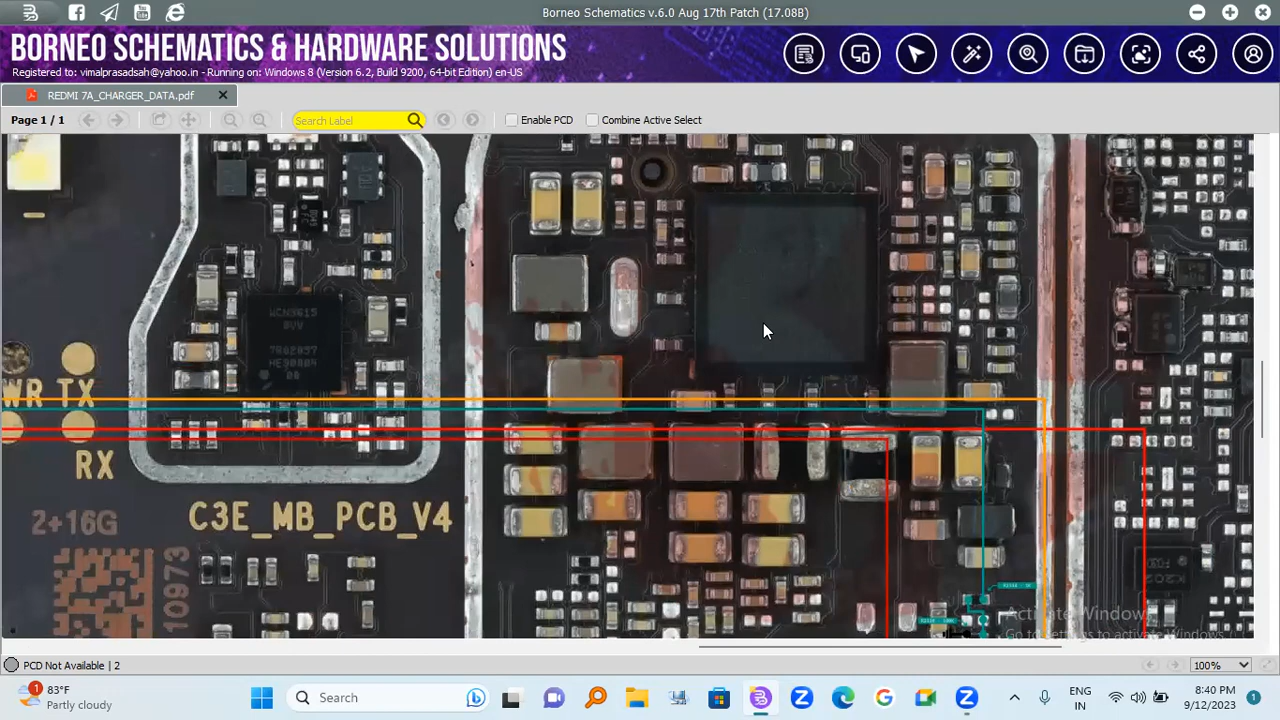 Borneo Schematics v.6.0 Aug 17th Patch (17.08B)
BORNEO SCHEMATICS & HARDWARE SOLUTIONS
Registered to: vimalprasadsah@yahoo.in - Running on: Windows 8 (Version 6.2, Build 9200, 64-bit Edition) en-US
REDMI 7A_CHARGER_DATA.pdf
Page 1 / 1
Search Label
Enable PCD
Combine Active Select
WCN3615
WR TX
RX
C3E_MB_PCB_V4
2+16G
10973
Activate Windows
Go to Settings to activate Windows.
PCD Not Available | 2
100%
1
83°F
Partly cloudy
Search
ENG
IN
8:40 PM
9/12/2023
1